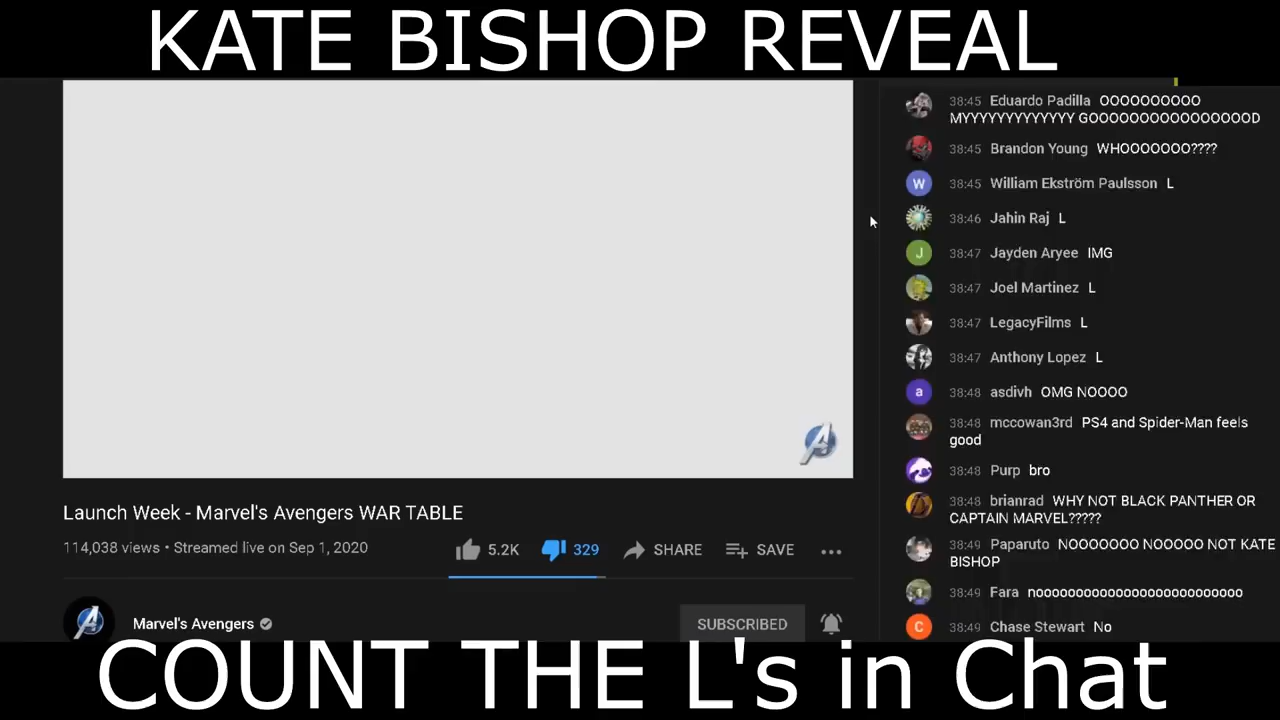 KATE BISHOP REVEAL
38:45 Eduardo Padilla OOOOOOOOOO
MYYYYYYYYYYYYY GOOOOOOOOOOOOOOOOD
38:45 Brandon Young WHOOOOOOO????
W 38:45 William Ekström Paulsson L
38:46 Jahin Raj L
J 38:47 Jayden Aryee IMG
38:47 Joel Martinez L
38:47 LegacyFilms L
38:47 Anthony Lopez L
a 38:48 asdivh OMG NOOOO
38:48 mccowan3rd PS4 and Spider-Man feels
good
38:48 Purp bro
38:48 brianrad WHY NOT BLACK PANTHER OR
CAPTAIN MARVEL?????
38:49 Paparuto NOOOOOOO NOOOOO NOT KATE
BISHOP
38:49 Fara nooooooooooooooooooooooooooo
C 38:49 Chase Stewart No
Launch Week - Marvel's Avengers WAR TABLE
114,038 views • Streamed live on Sep 1, 2020
5.2K 329 SHARE SAVE
Marvel's Avengers SUBSCRIBED
COUNT THE L's in Chat